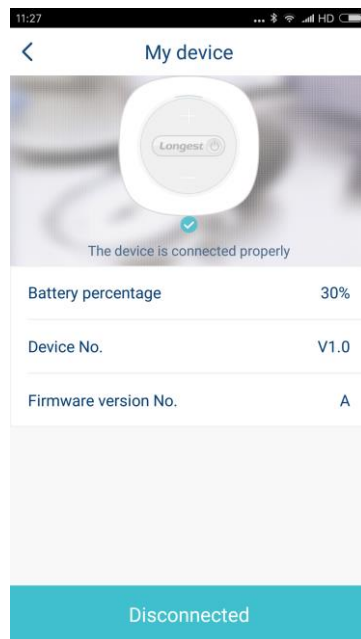 11:27
... HD
My device
Longest
The device is connected properly
Battery percentage 30%
Device No. V1.0
Firmware version No. A
Disconnected